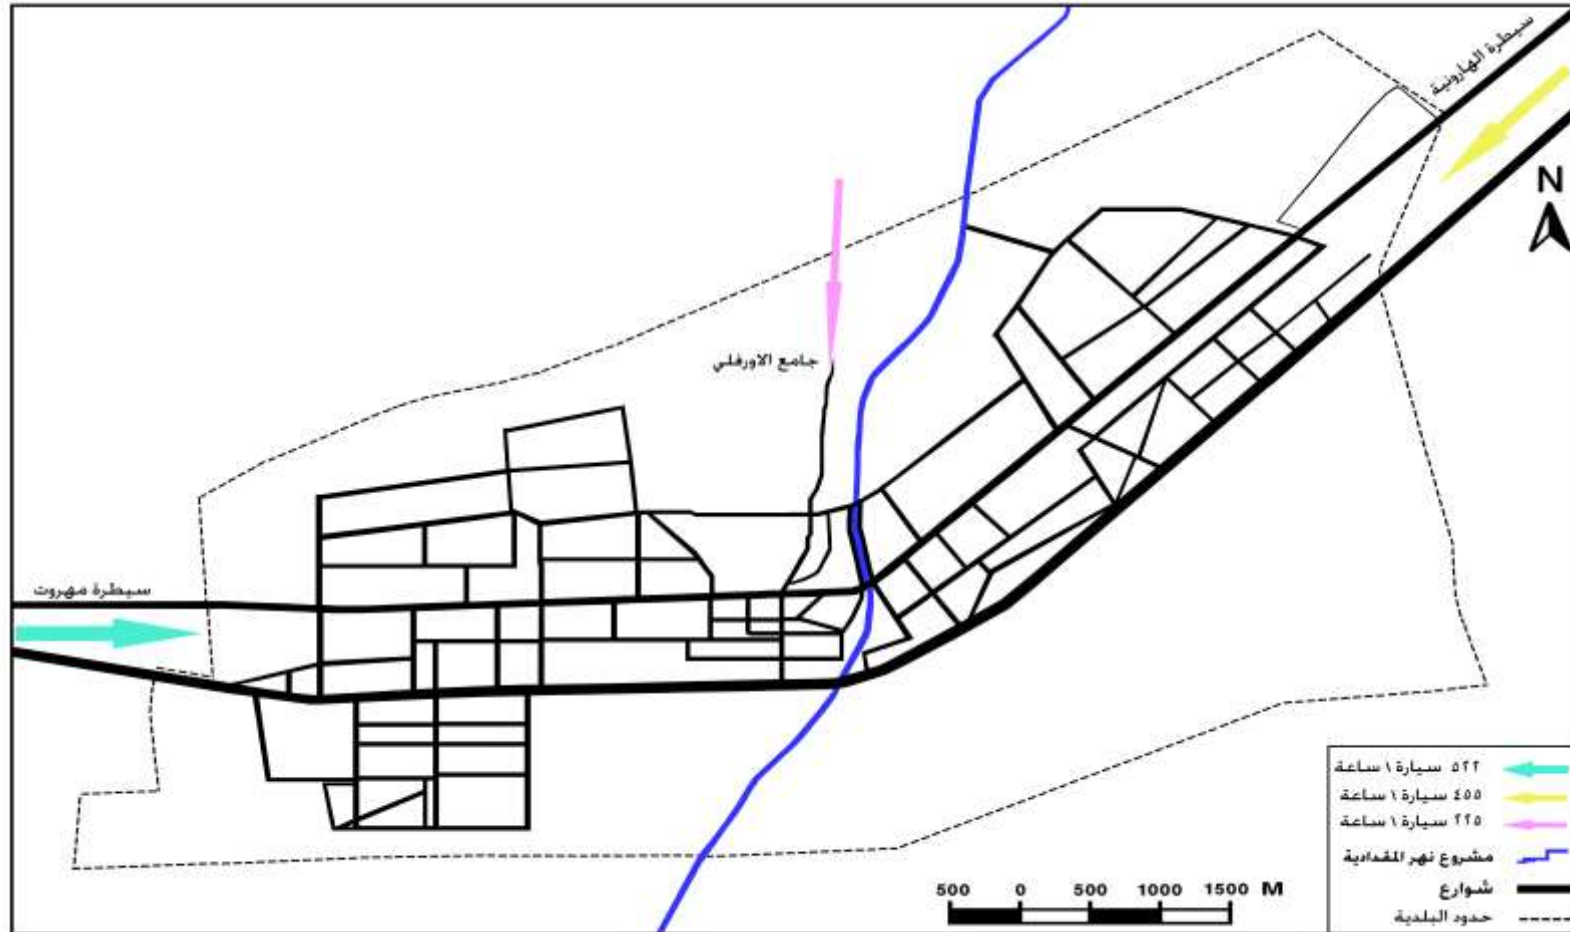 سيطرة الهارونية
N
جامع الاورفلي
سيطرة مهروت
٥٢٢ سيارة ١ ساعة
٤٥٥ سيارة ١ ساعة
٢٢٥ سيارة ١ ساعة
مشروع نهر المقدادية
شوارع
حدود البلدية
500 0 500 1000 1500 M